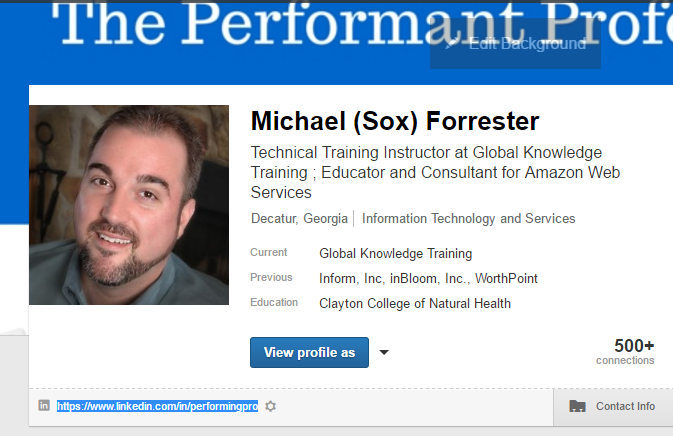 The Performant Profe
Edit Background
Michael (Sox) Forrester
Technical Training Instructor at Global Knowledge
Training ; Educator and Consultant for Amazon Web
Services
Decatur, Georgia | Information Technology and Services
Current Global Knowledge Training
Previous Inform, Inc, inBloom, Inc., WorthPoint
Education Clayton College of Natural Health
View profile as
500+
connections
in https://www.linkedin.com/in/performingpro
Contact Info